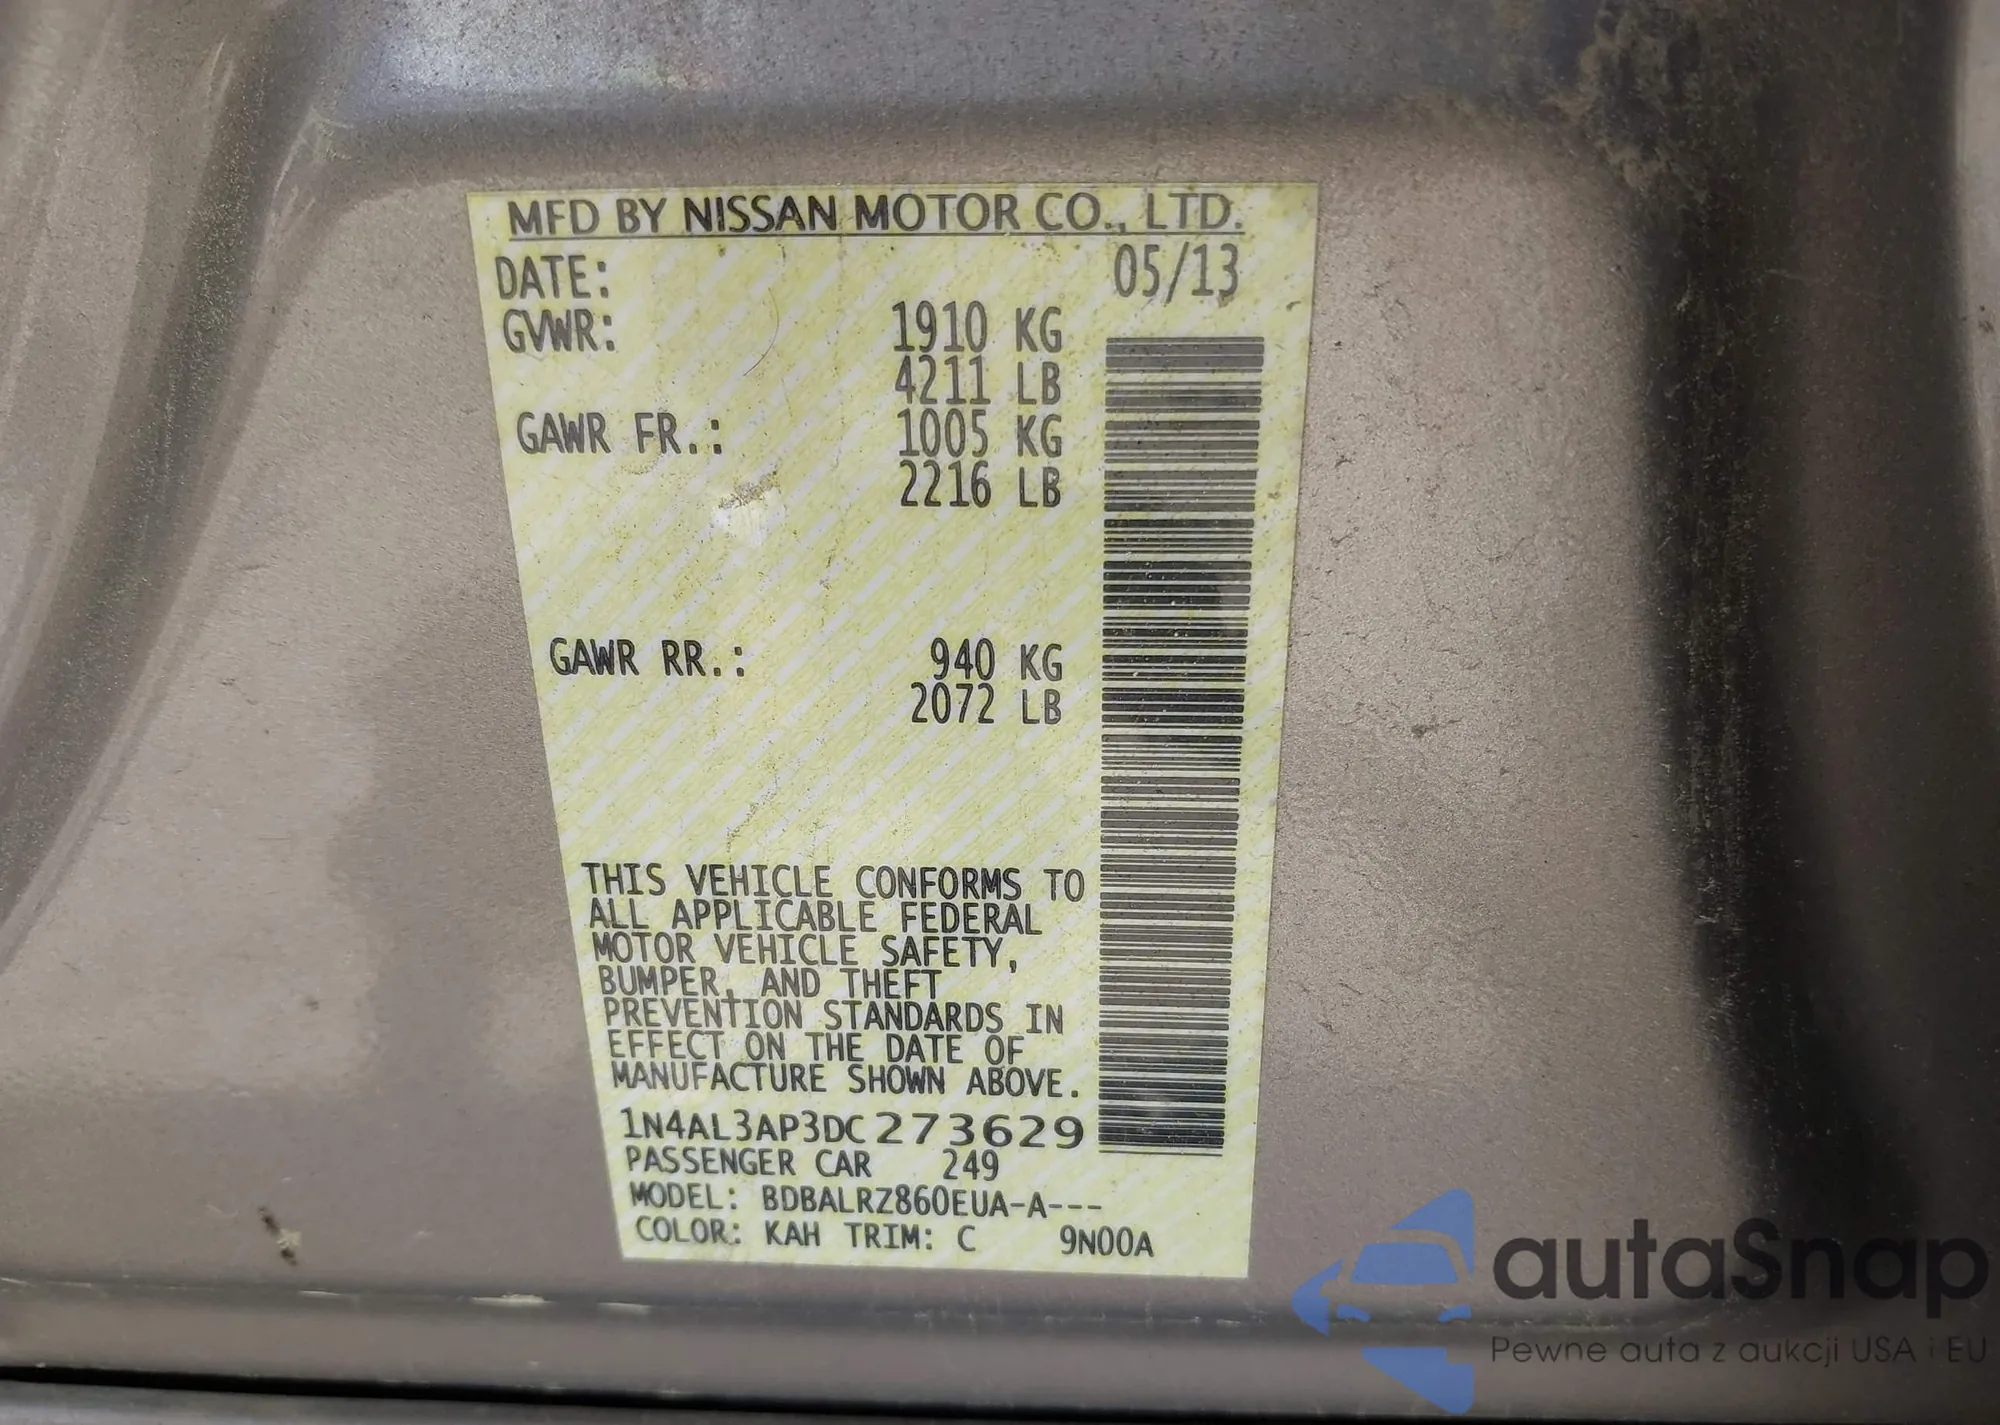 MFD BY NISSAN MOTOR CO., LTD.
DATE: 05/13
GVWR: 1910 KG
4211 LB
GAWR FR.: 1005 KG
2216 LB
GAWR RR.: 940 KG
2072 LB
THIS VEHICLE CONFORMS TO
ALL APPLICABLE FEDERAL
MOTOR VEHICLE SAFETY,
BUMPER, AND THEFT
PREVENTION STANDARDS IN
EFFECT ON THE DATE OF
MANUFACTURE SHOWN ABOVE.
1N4AL3AP3DC273629
PASSENGER CAR 249
MODEL: BDBALRZ860EUA-A---
COLOR: KAH TRIM: C 9N00A
autaSnap
Pewne auta z aukcji USA i EU